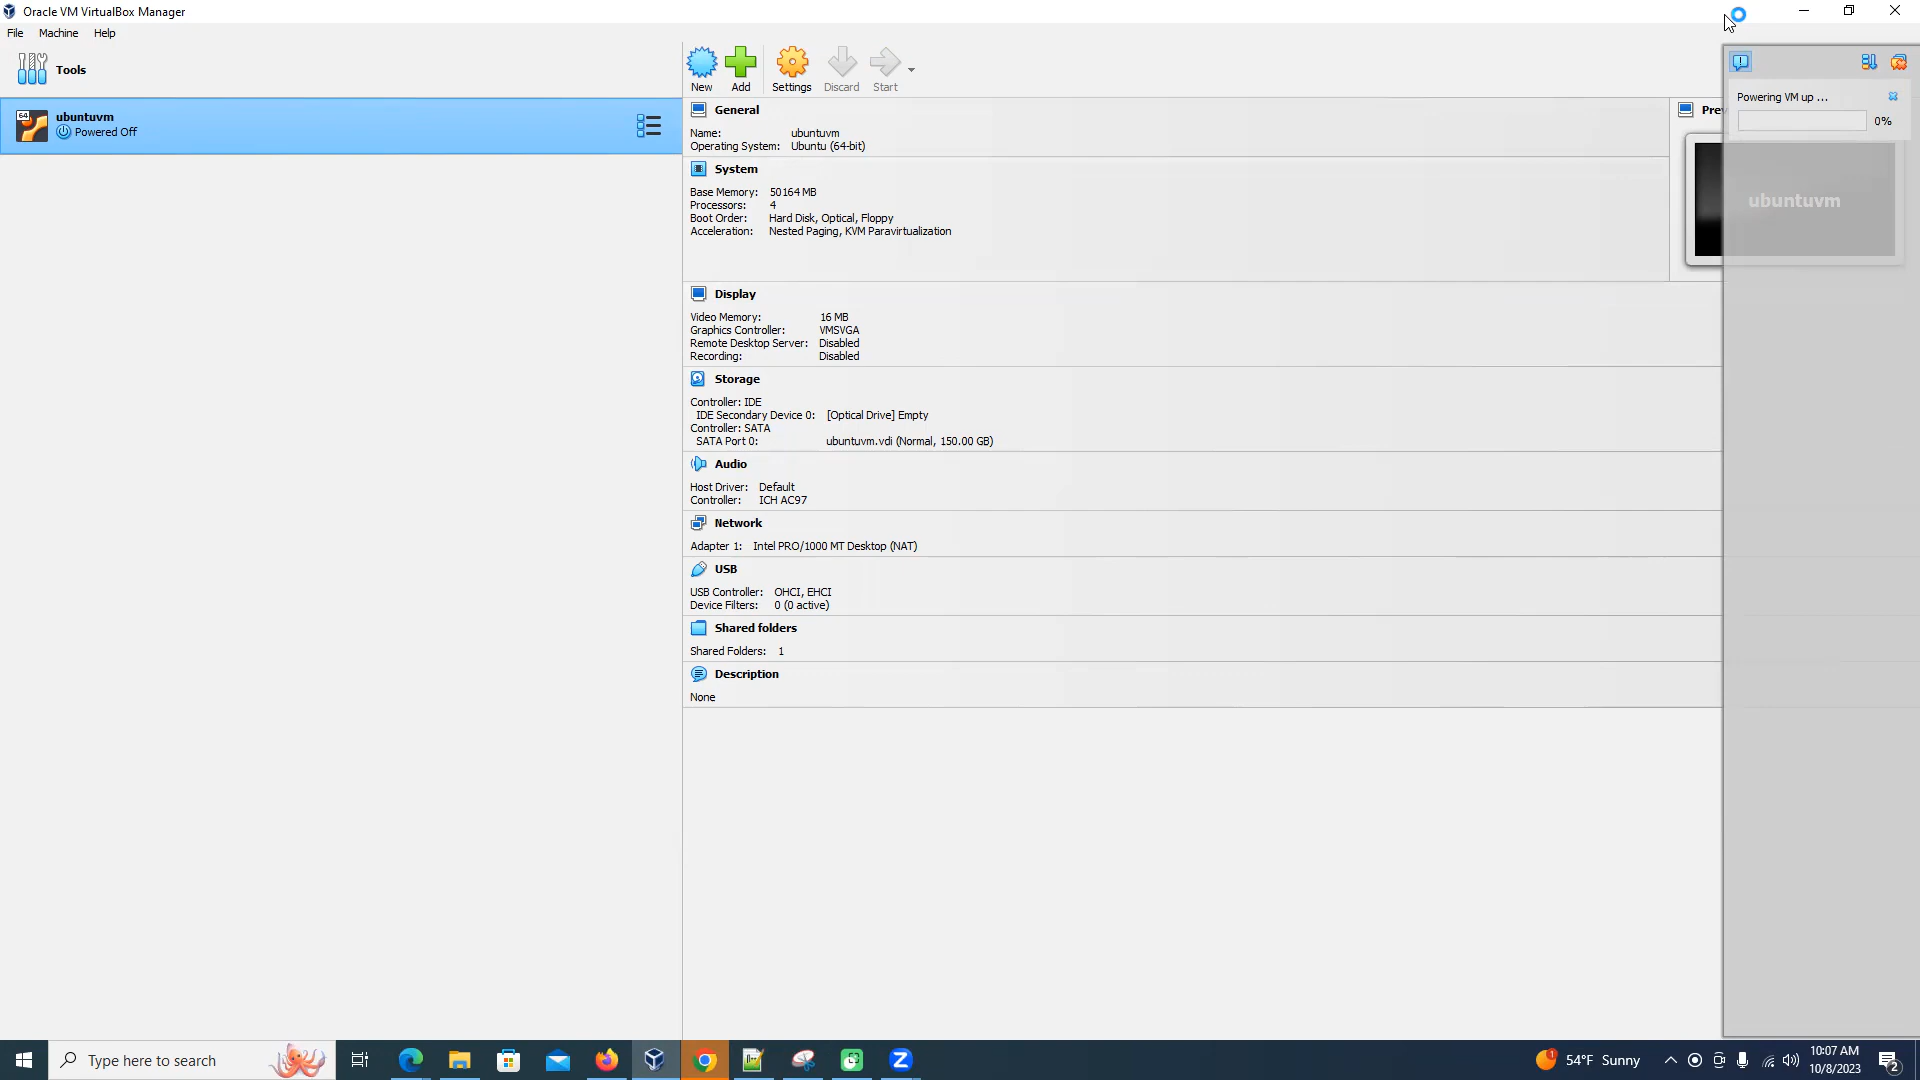 Oracle VM VirtualBox Manager
File Machine Help
Tools
64
ubuntuvm
Powered Off
New
Add
Settings
Discard
Start
General
Name: ubuntuvm
Operating System: Ubuntu (64-bit)
System
Base Memory: 50164 MB
Processors: 4
Boot Order: Hard Disk, Optical, Floppy
Acceleration: Nested Paging, KVM Paravirtualization
Display
Video Memory: 16 MB
Graphics Controller: VMSVGA
Remote Desktop Server: Disabled
Recording: Disabled
Storage
Controller: IDE
IDE Secondary Device 0: [Optical Drive] Empty
Controller: SATA
SATA Port 0: ubuntuvm.vdi (Normal, 150.00 GB)
Audio
Host Driver: Default
Controller: ICH AC97
Network
Adapter 1: Intel PRO/1000 MT Desktop (NAT)
USB
USB Controller: OHCI, EHCI
Device Filters: 0 (0 active)
Shared folders
Shared Folders: 1
Description
None
Pre
Powering VM up ...
0%
ubuntuvm
Type here to search
1
54°F Sunny
10:07 AM
10/8/2023
2